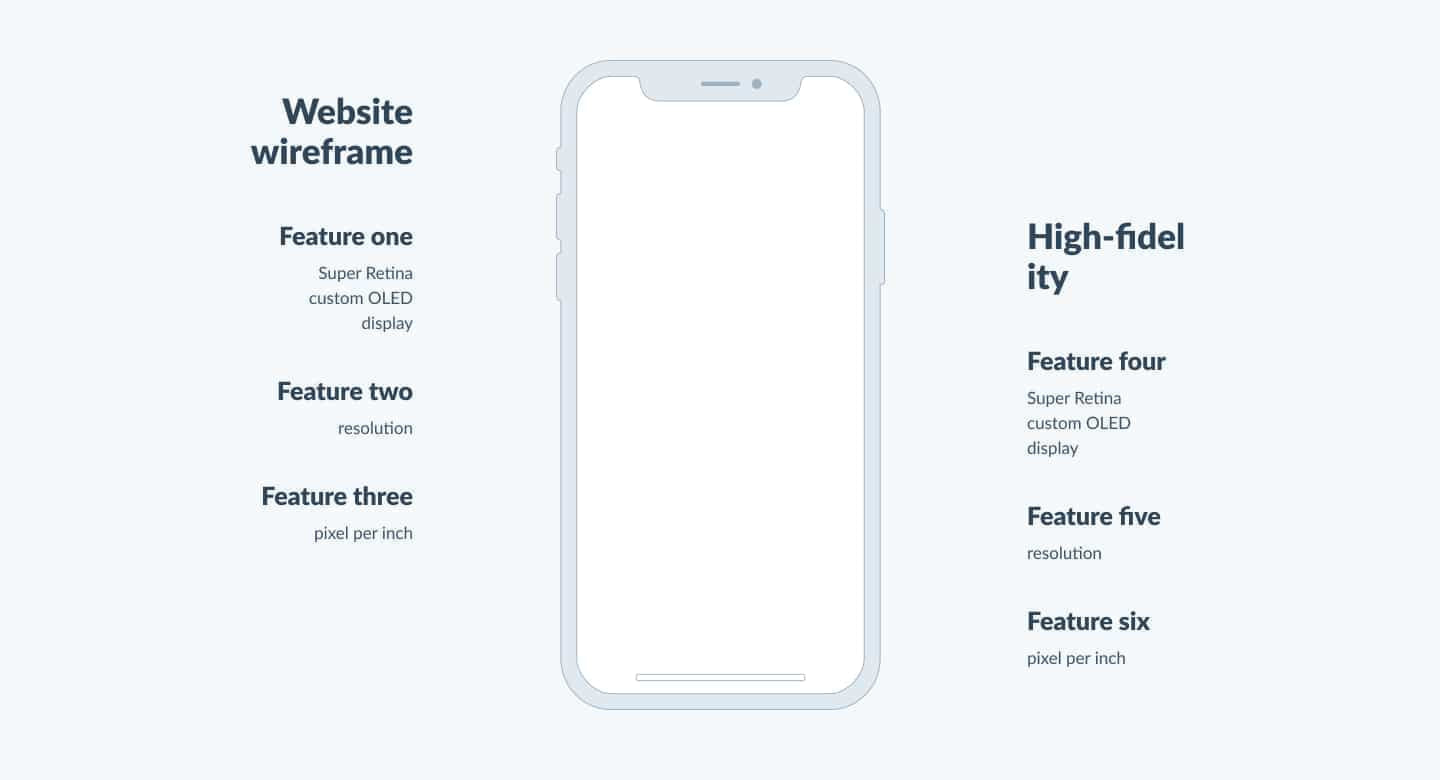 Website
wireframe
Feature one
Super Retina
custom OLED
display
Feature two
resolution
Feature three
pixel per inch
High-fidel
ity
Feature four
Super Retina
custom OLED
display
Feature five
resolution
Feature six
pixel per inch